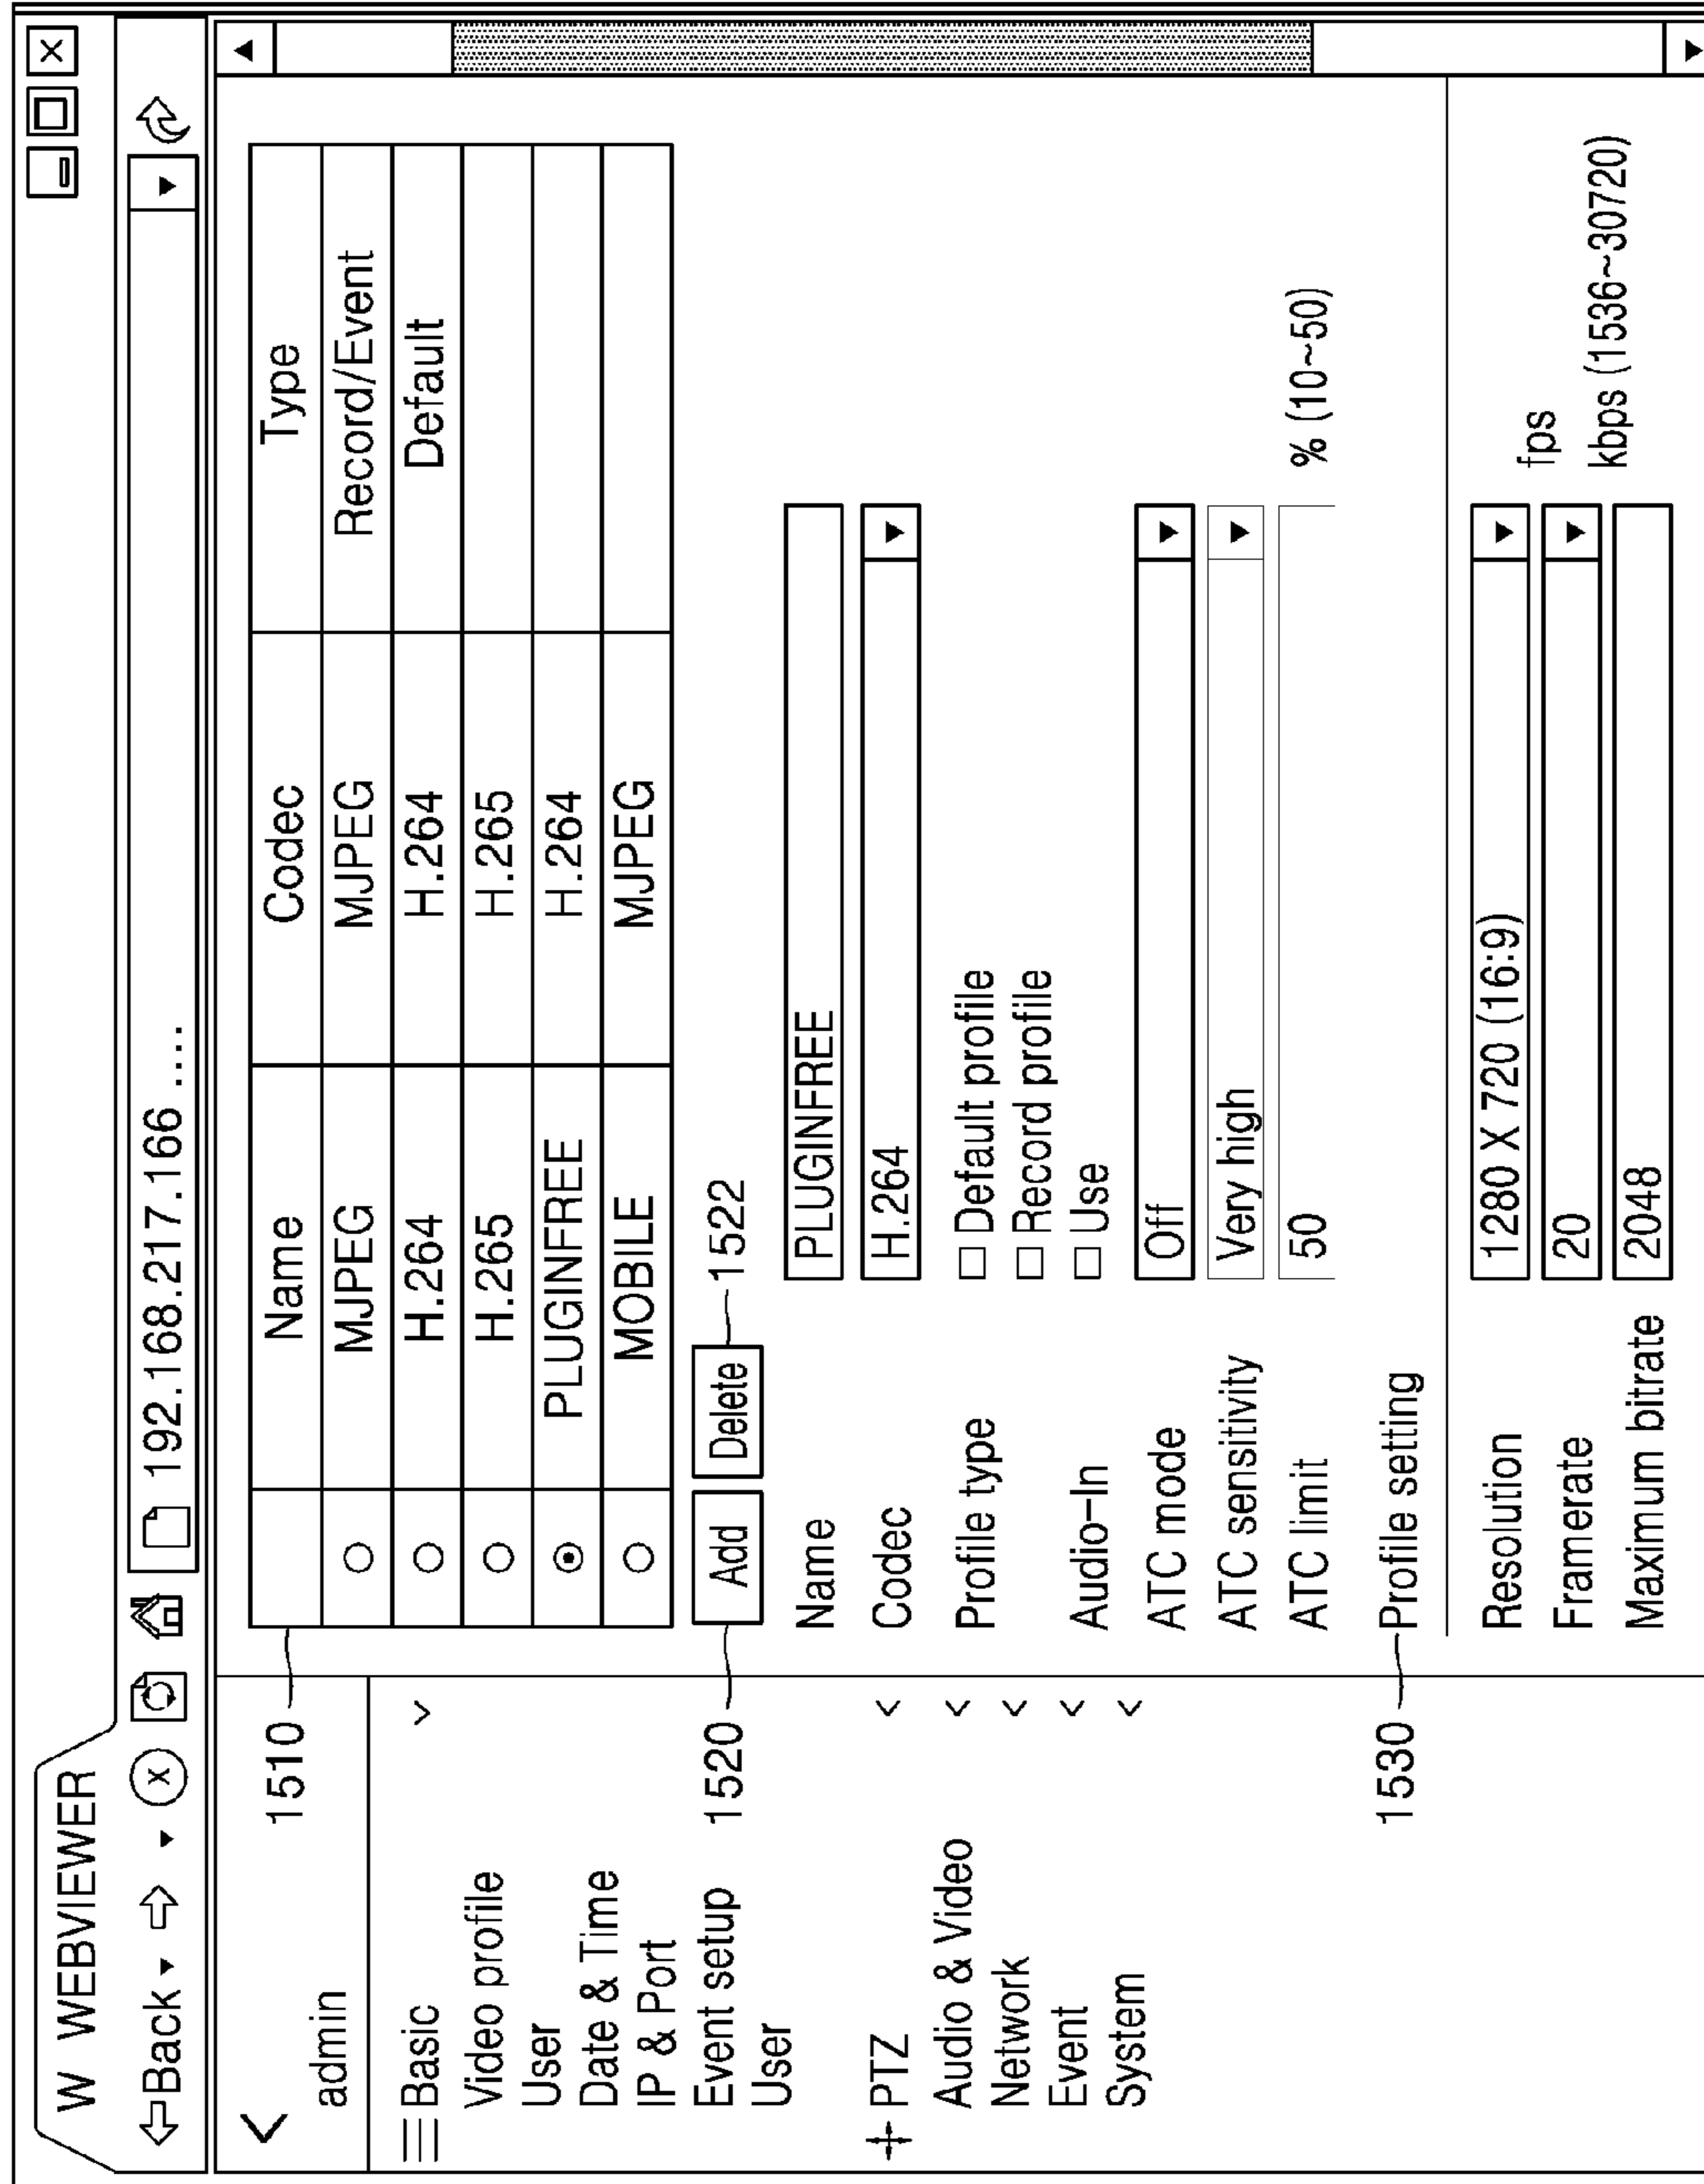 W WEBVIEWER
Back
192.168.217.166 ....
admin
Basic
Video profile
User
Date & Time
IP & Port
Event setup
User
PTZ
Audio & Video
Network
Event
System
1510
Name Codec Type
MJPEG MJPEG Record/Event
H.264 H.264 Default
H.265 H.265
PLUGINFREE H.264
MOBILE MJPEG
1520 Add Delete 1522
Name PLUGINFREE
Codec H.264
Profile type Default profile
Record profile
Audio-In Use
ATC mode Off
ATC sensitivity Very high
ATC limit 50 % (10~50)
1530 Profile setting
Resolution 1280 X 720 (16:9)
Framerate 20 fps
Maximum bitrate 2048 kbps (1536~30720)